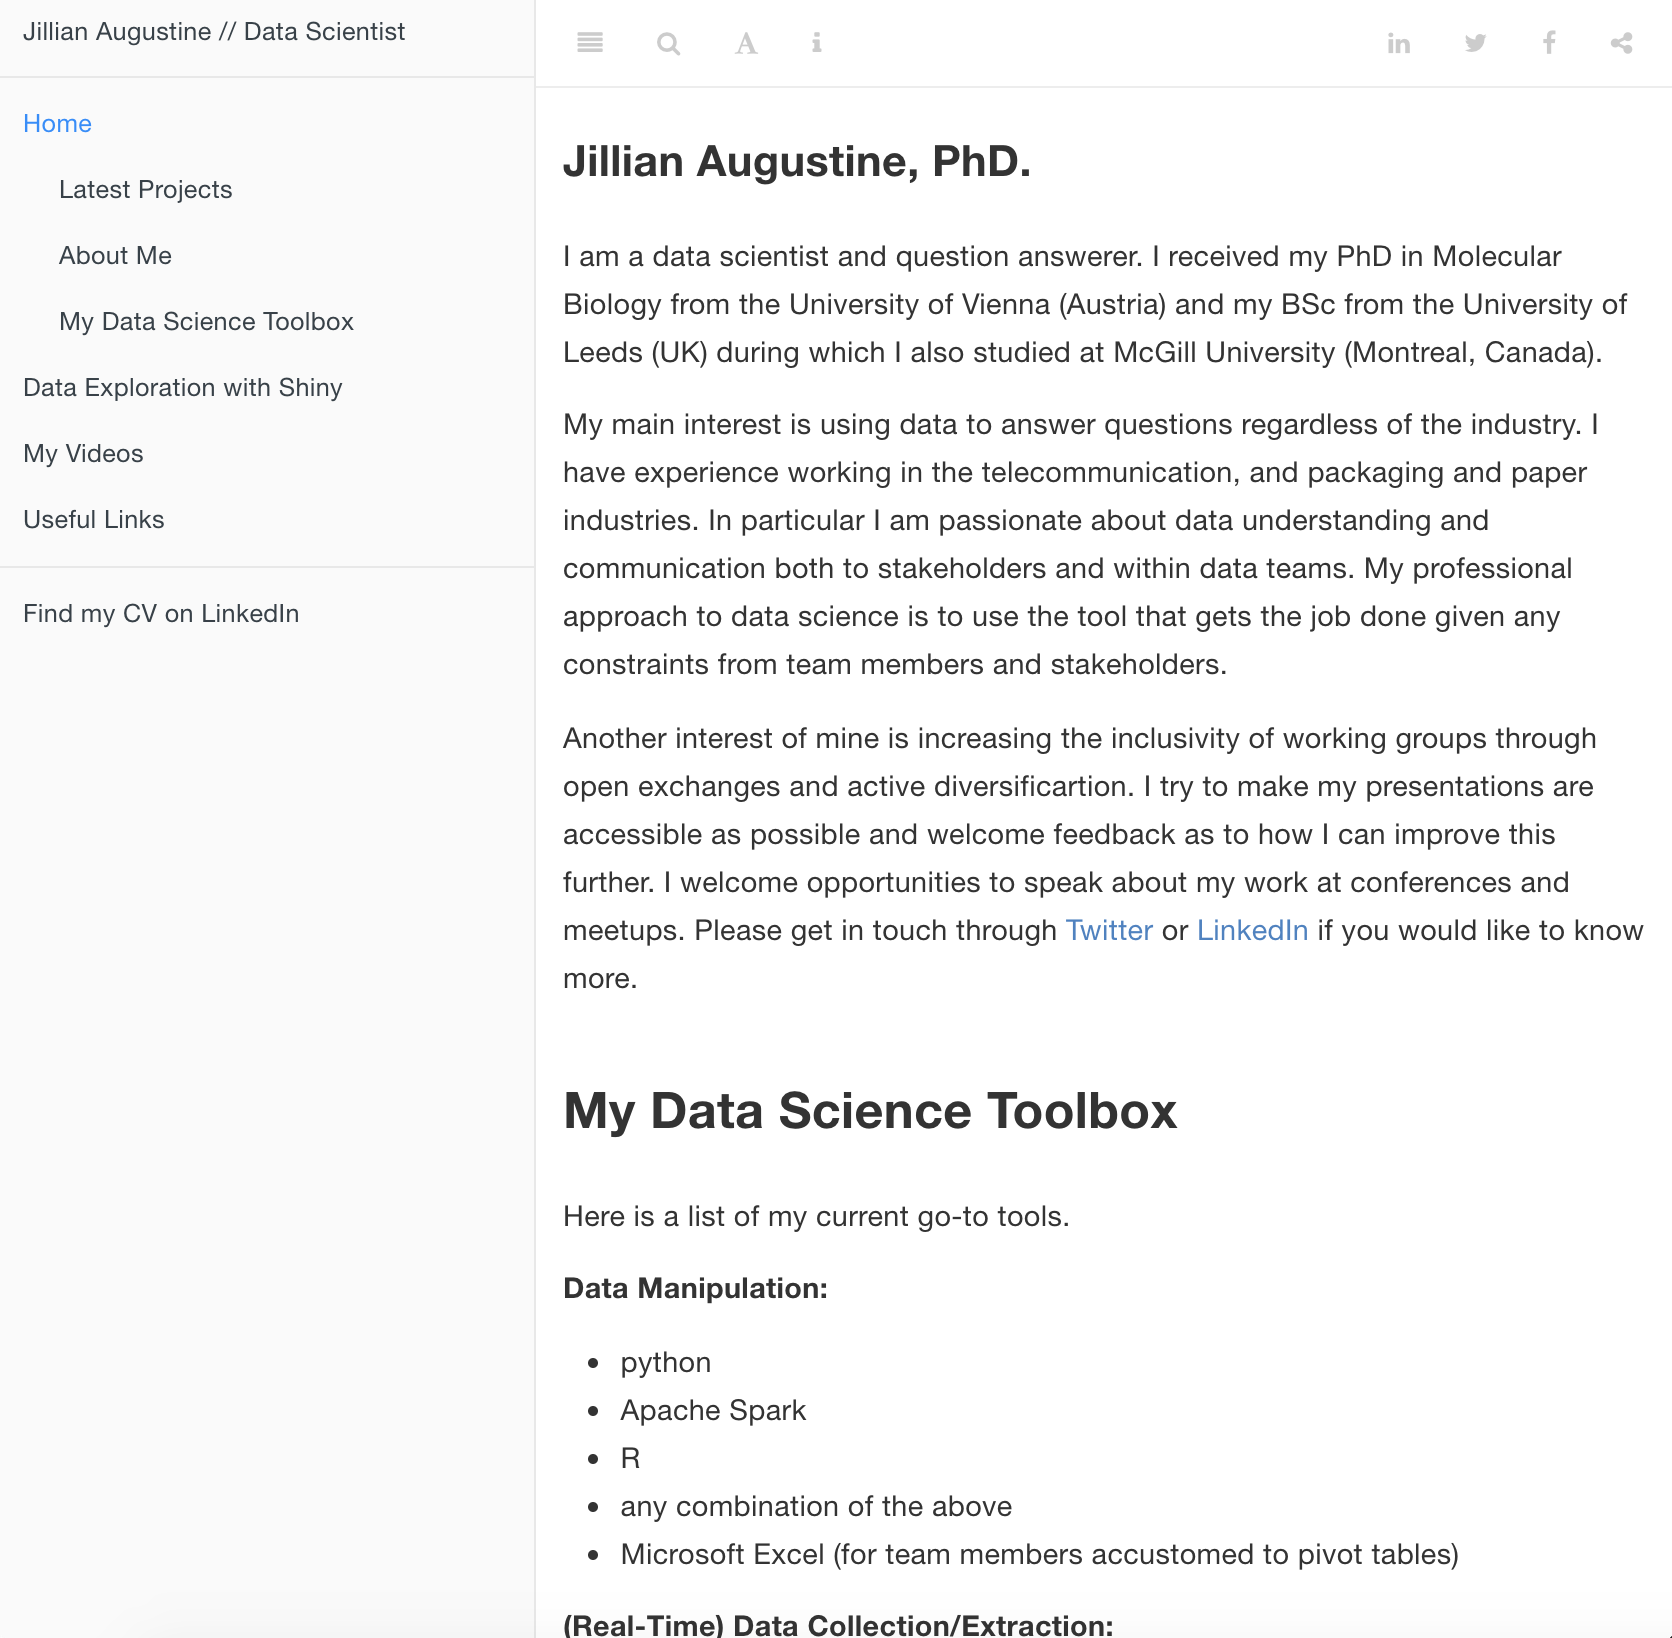 Jillian Augustine // Data Scientist
Home
Latest Projects
About Me
My Data Science Toolbox
Data Exploration with Shiny
My Videos
Useful Links
Find my CV on LinkedIn
Jillian Augustine, PhD.
I am a data scientist and question answerer. I received my PhD in Molecular
Biology from the University of Vienna (Austria) and my BSc from the University of
Leeds (UK) during which I also studied at McGill University (Montreal, Canada).
My main interest is using data to answer questions regardless of the industry. I
have experience working in the telecommunication, and packaging and paper
industries. In particular I am passionate about data understanding and
communication both to stakeholders and within data teams. My professional
approach to data science is to use the tool that gets the job done given any
constraints from team members and stakeholders.
Another interest of mine is increasing the inclusivity of working groups through
open exchanges and active diversificartion. I try to make my presentations are
accessible as possible and welcome feedback as to how I can improve this
further. I welcome opportunities to speak about my work at conferences and
meetups. Please get in touch through Twitter or LinkedIn if you would like to know
more.
My Data Science Toolbox
Here is a list of my current go-to tools.
Data Manipulation:
• python
• Apache Spark
• R
• any combination of the above
• Microsoft Excel (for team members accustomed to pivot tables)
(Real-Time) Data Collection/Extraction: